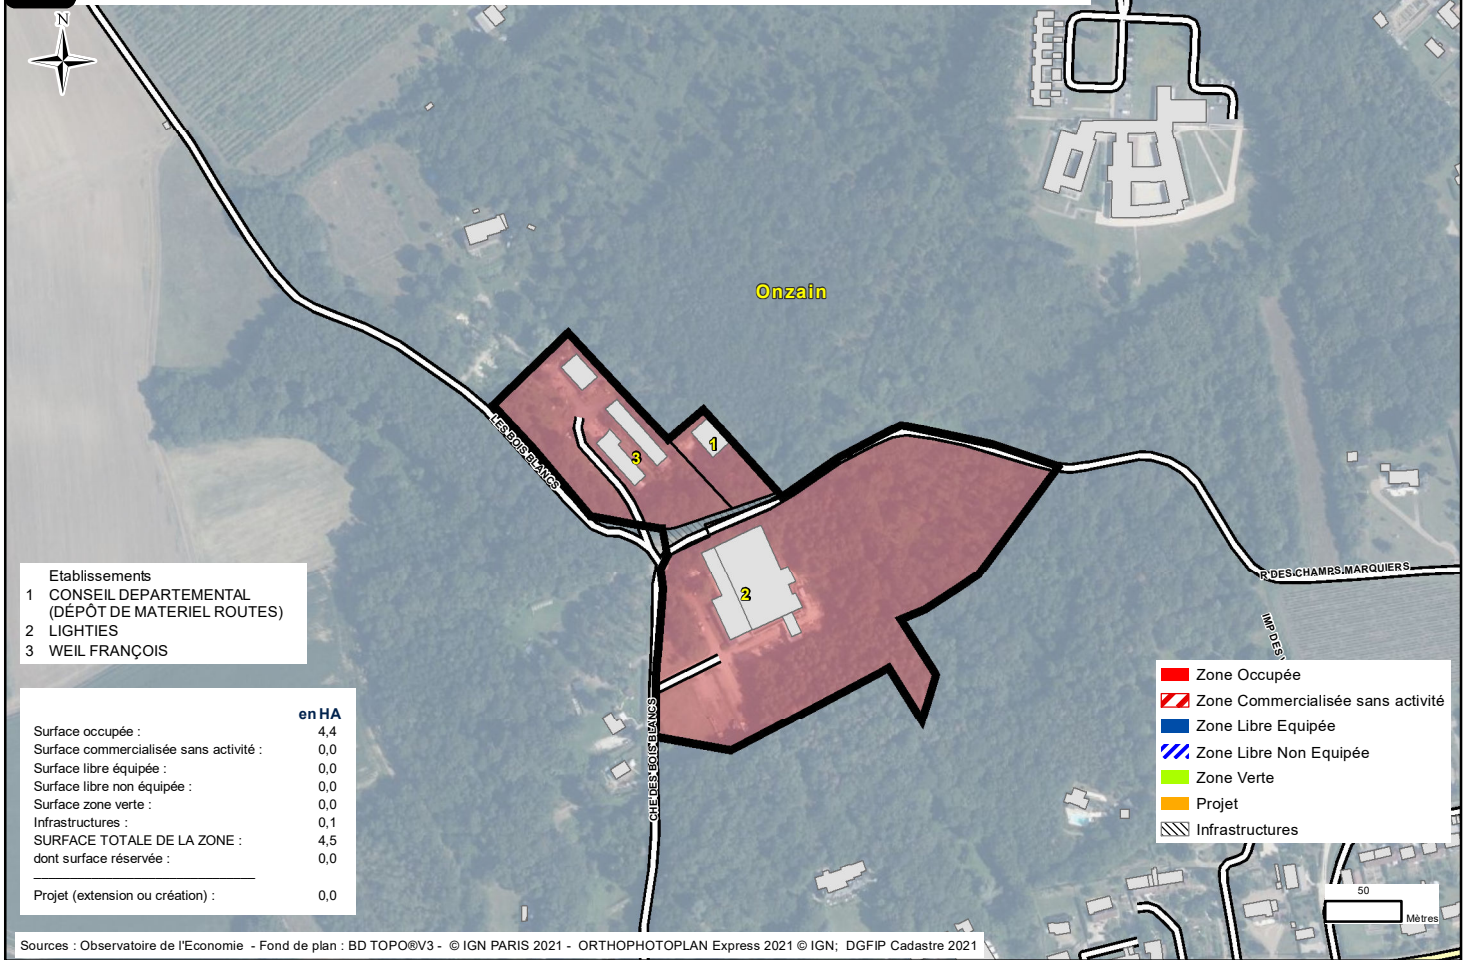 N
Onzain
1
3
LES BOIS BLANCS
2
R DES CHAMPS MARQUIERS
CHE DES BOIS BLANCS
Etablissements
1 CONSEIL DEPARTEMENTAL
(DÉPÔT DE MATERIEL ROUTES)
2 LIGHTIES
3 WEIL FRANÇOIS
en HA
Surface occupée : 4,4
Surface commercialisée sans activité : 0,0
Surface libre équipée : 0,0
Surface libre non équipée : 0,0
Surface zone verte : 0,0
Infrastructures : 0,1
SURFACE TOTALE DE LA ZONE : 4,5
dont surface réservée : 0,0
Projet (extension ou création) : 0,0
IMP DES
Zone Occupée
Zone Commercialisée sans activité
Zone Libre Equipée
Zone Libre Non Equipée
Zone Verte
Projet
Infrastructures
50
Mètres
Sources : Observatoire de l'Economie - Fond de plan : BD TOPO®V3 - © IGN PARIS 2021 - ORTHOPHOTOPLAN Express 2021 © IGN; DGFIP Cadastre 2021